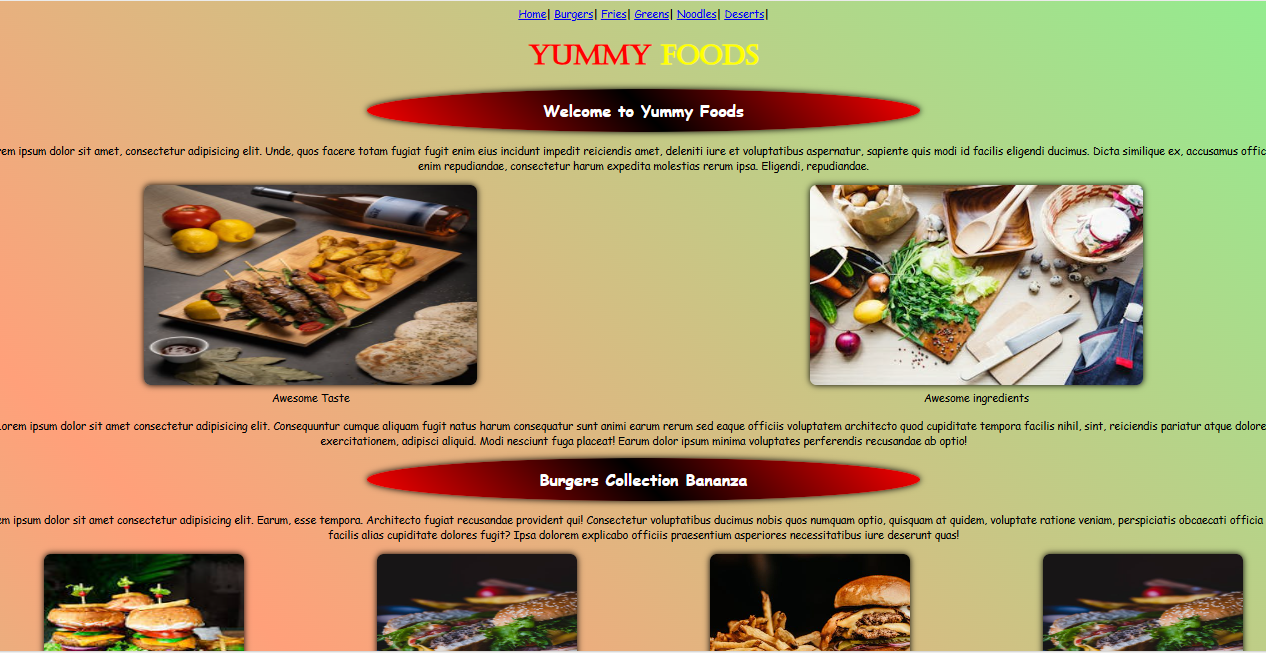 Home| Burgers| Fries| Greens| Noodles| Deserts|
YUMMY FOODS
Welcome to Yummy Foods
em ipsum dolor sit amet, consectetur adipisicing elit. Unde, quos facere totam fugiat fugit enim eius incidunt impedit reiciendis amet, deleniti iure et voluptatibus aspernatur, sapiente quis modi id facilis eligendi ducimus. Dicta similique ex, accusamus offic
enim repudiandae, consectetur harum expedita molestias rerum ipsa. Eligendi, repudiandae.
Awesome Taste
Awesome ingredients
orem ipsum dolor sit amet consectetur adipisicing elit. Consequuntur cumque aliquam fugit natus harum consequatur sunt animi earum rerum sed eaque officiis voluptatem architecto quod cupiditate tempora facilis nihil, sint, reiciendis pariatur atque dolore
exercitationem, adipisci aliquid. Modi nesciunt fuga placeat! Earum dolor ipsum minima voluptates perferendis recusandae ab optio!
Burgers Collection Bananza
em ipsum dolor sit amet consectetur adipisicing elit. Earum, esse tempora. Architecto fugiat recusandae provident qui! Consectetur voluptatibus ducimus nobis quos numquam optio, quisquam at quidem, voluptate ratione veniam, perspiciatis obcaecati officia
facilis alias cupiditate dolores fugit? Ipsa dolorem explicabo officiis praesentium asperiores necessitatibus iure deserunt quas!